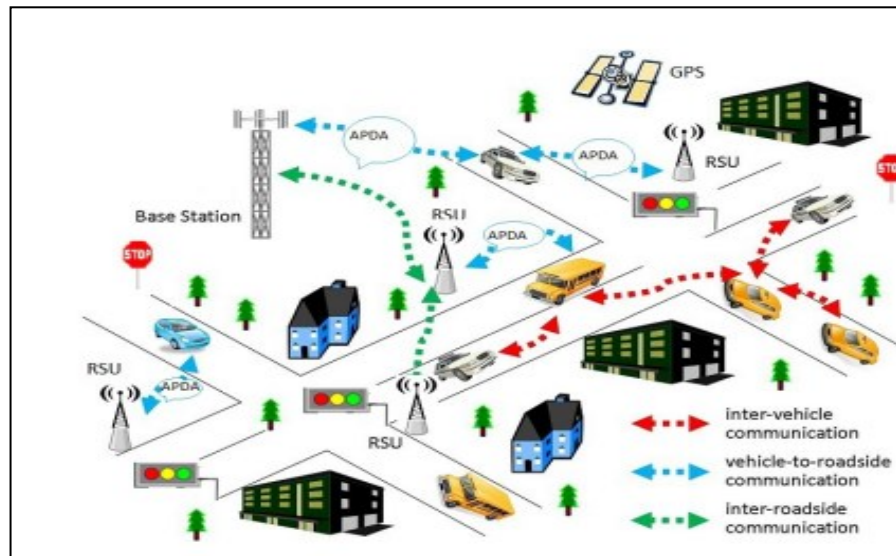 GPS
APDA
APDA
RSU
STOP
Base Station
RSU
APDA
STOP
RSU
APDA
RSU
inter-vehicle
communication
vehicle-to-roadside
communication
inter-roadside
communication